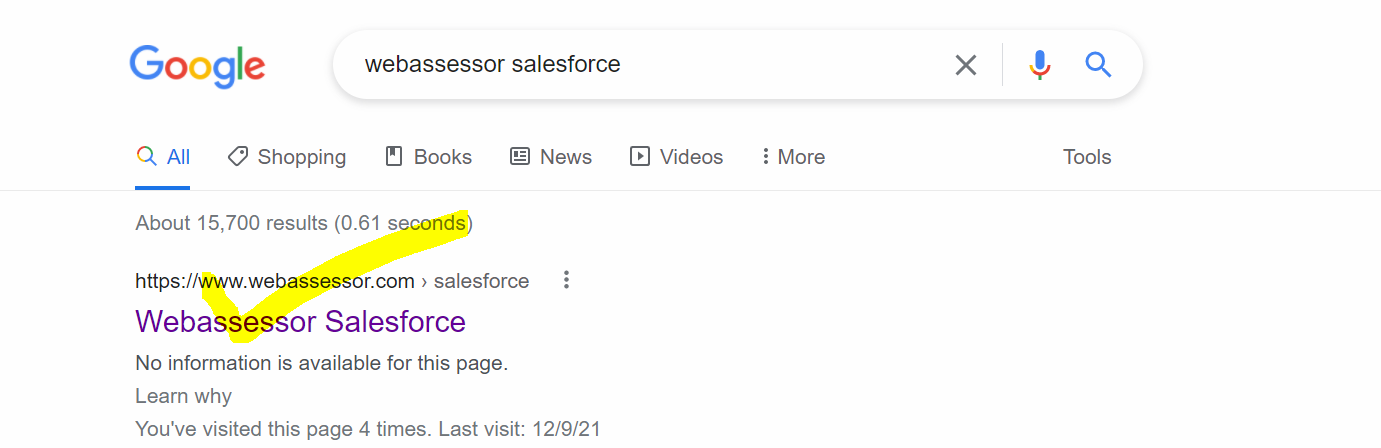 Google
webassessor salesforce
All Shopping Books News Videos More Tools
About 15,700 results (0.61 seconds)
https://www.webassessor.com › salesforce
Webassessor Salesforce
No information is available for this page.
Learn why
You've visited this page 4 times. Last visit: 12/9/21